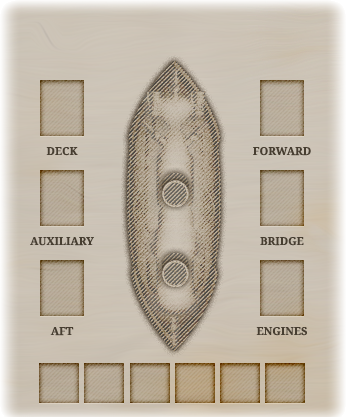 DECK
FORWARD
AUXILIARY
BRIDGE
AFT
ENGINES